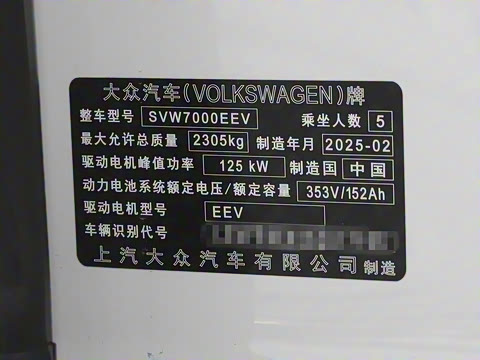 大众汽车(VOLKSWAGEN)牌
整车型号 SVW7000EEV 乘坐人数 5
最大允许总质量 2305kg 制造年月 2025-02
驱动电机峰值功率 125 kW 制造国 中国
动力电池系统额定电压/额定容量 353V/152Ah
驱动电机型号 EEV
车辆识别代号
上汽大众汽车有限公司制造